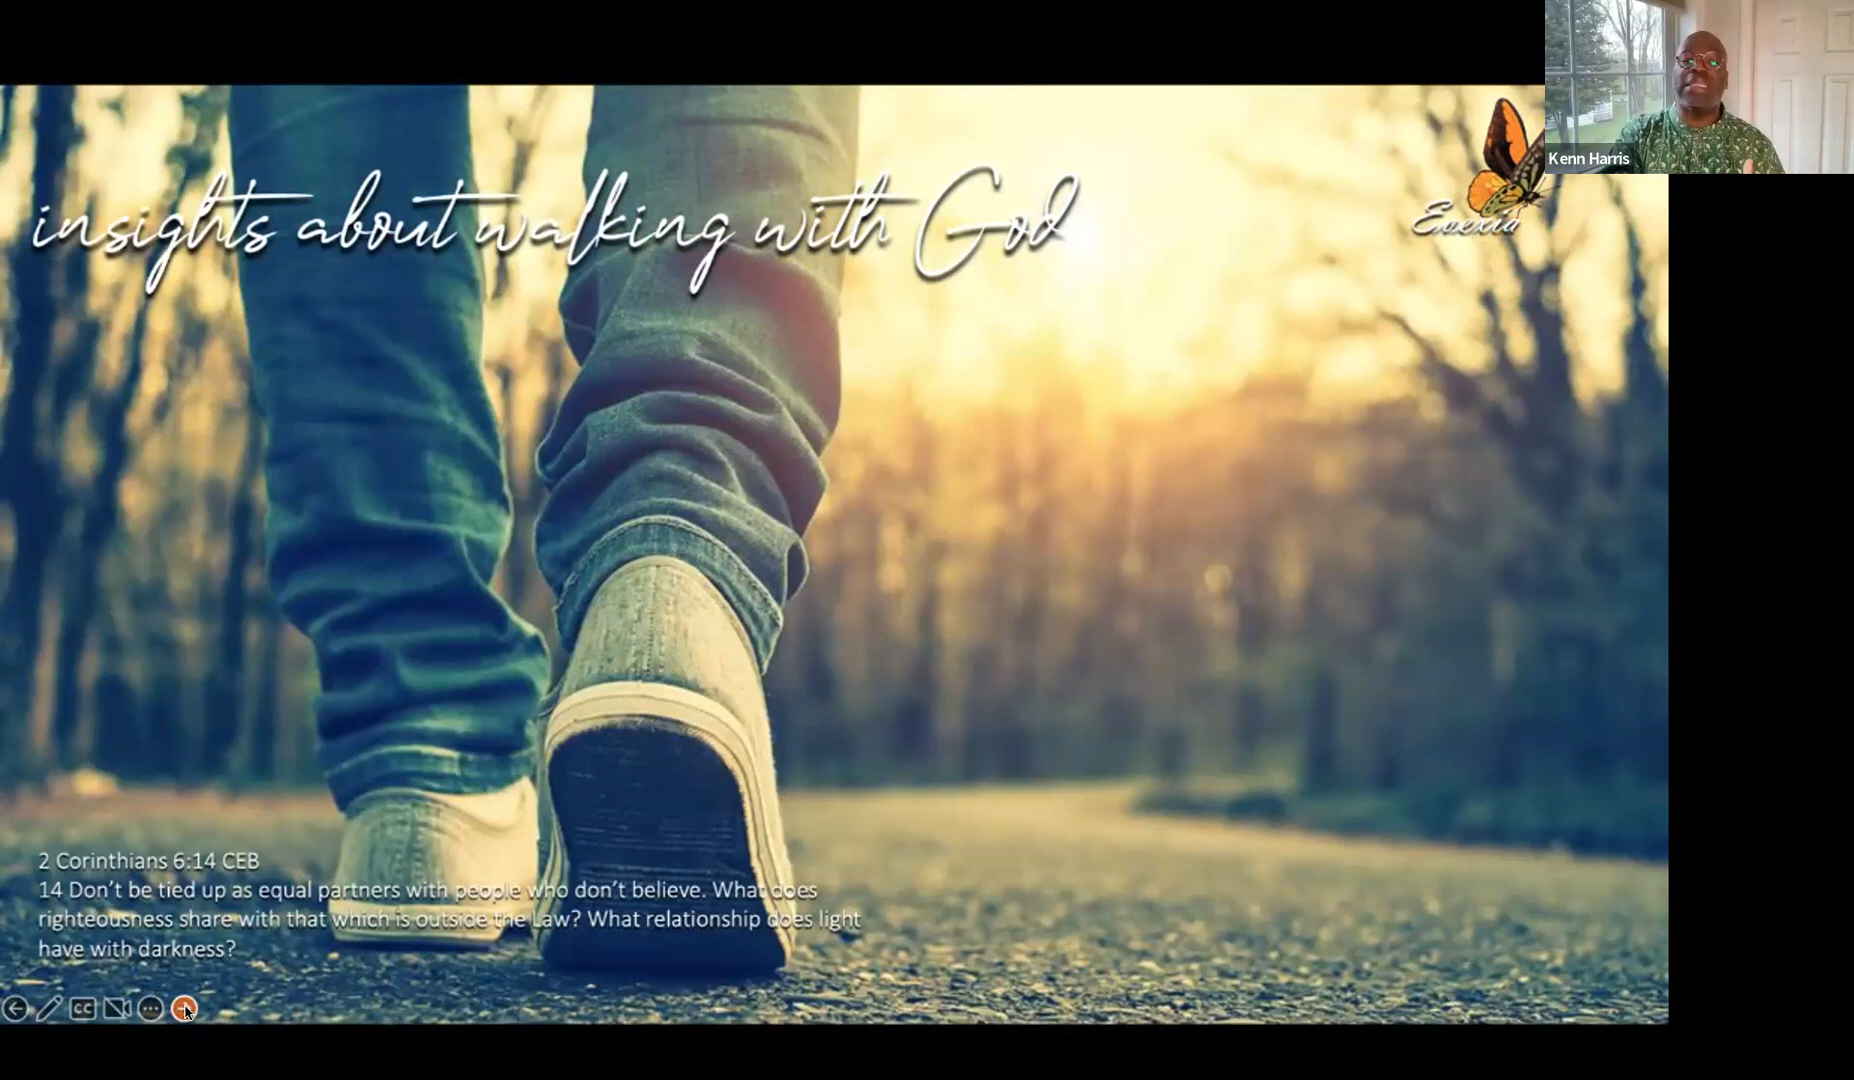 Kenn Harris
insights about walking with God
Evexia
2 Corinthians 6:14 CEB
14 Don’t be tied up as equal partners with people who don’t believe. What does
righteousness share with that which is outside the Law? What relationship does light
have with darkness?
CC